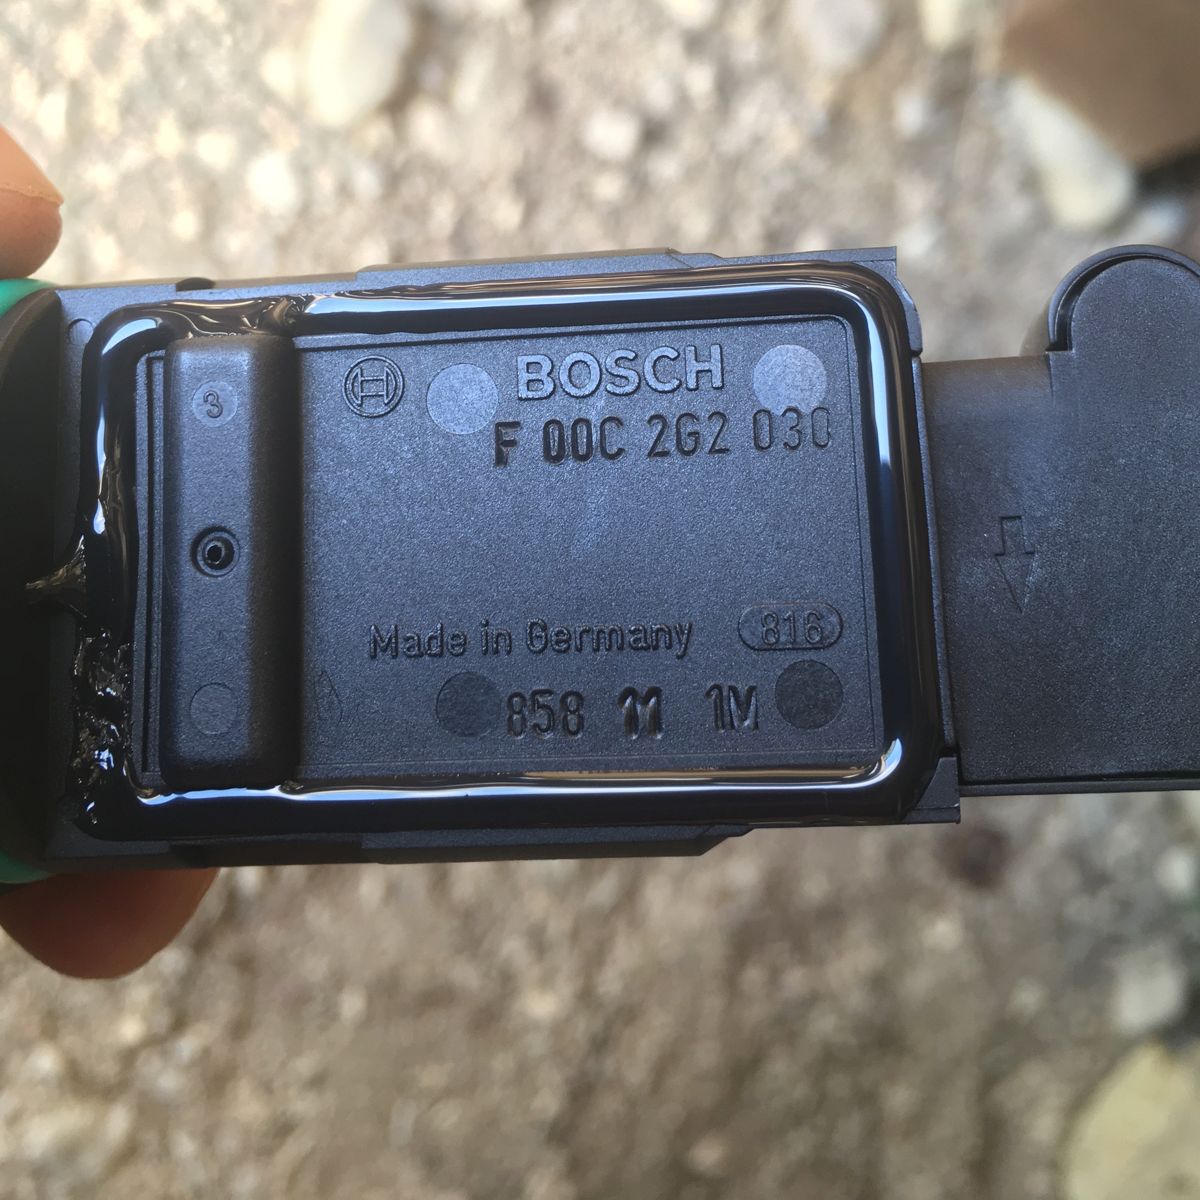 3
BOSCH
F 00C 2G2 030
Made in Germany
816
858 11 1M